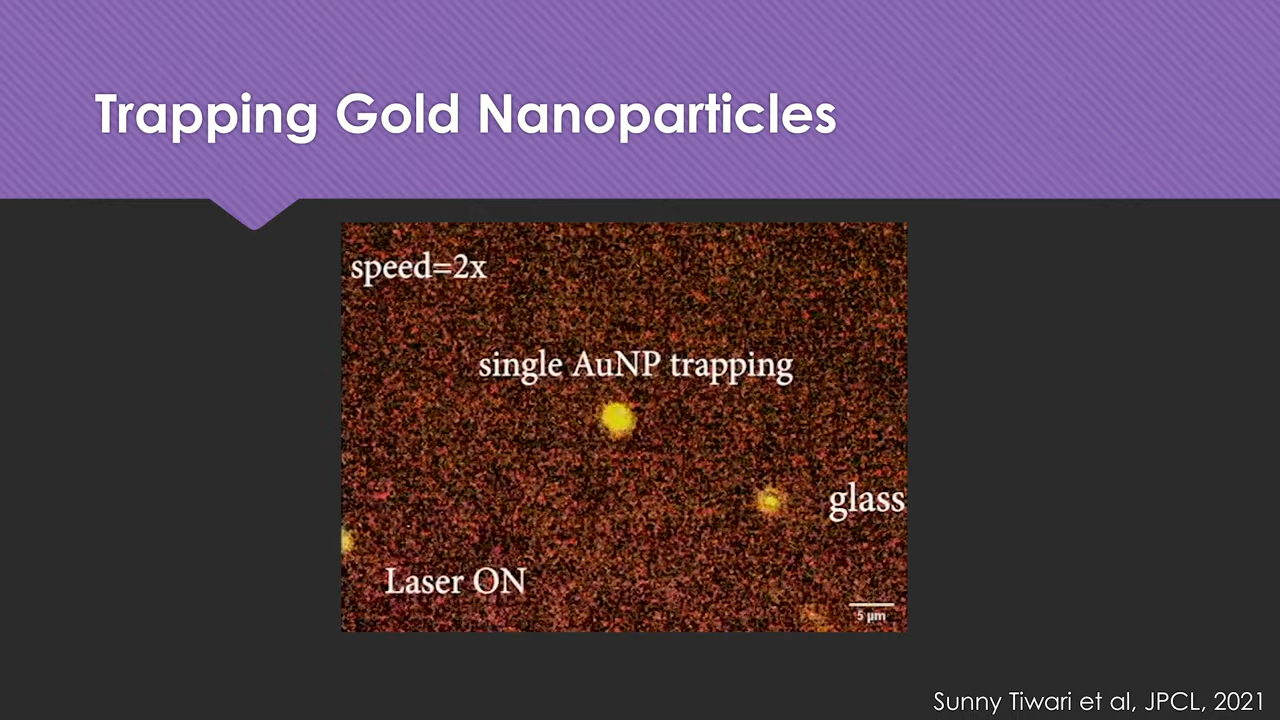 Trapping Gold Nanoparticles
speed=2x
single AuNP trapping
glass
Laser ON
5 µm
Sunny Tiwari et al, JPCL, 2021